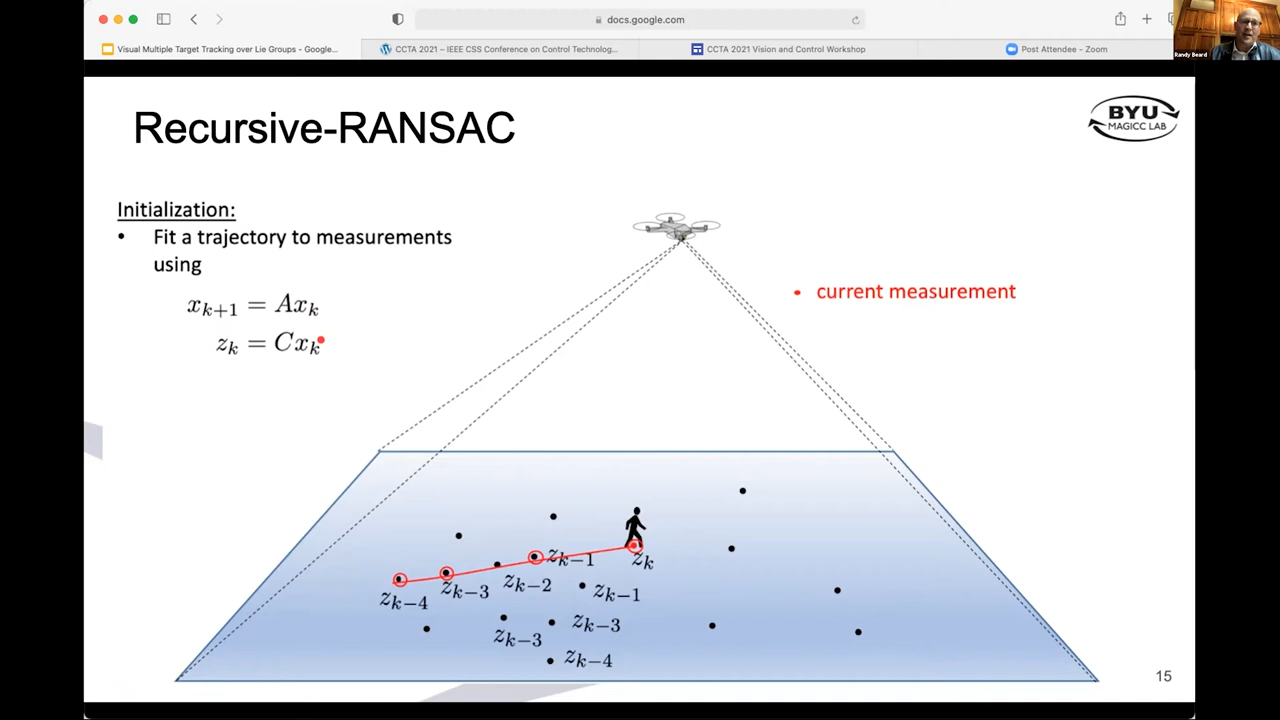 docs.google.com
Visual Multiple Target Tracking over Lie Groups - Google...
CCTA 2021 – IEEE CSS Conference on Control Technolog...
CCTA 2021 Vision and Control Workshop
Post Attendee - Zoom
Randy Beard
Recursive-RANSAC
BYU
MAGICC LAB
Initialization:
• Fit a trajectory to measurements
using
x_{k+1} = Ax_k
z_k = Cx_k
• current measurement
z_{k-1}
z_k
z_{k-2}
z_{k-3}
z_{k-4}
z_{k-1}
z_{k-3}
z_{k-3}
z_{k-4}
15